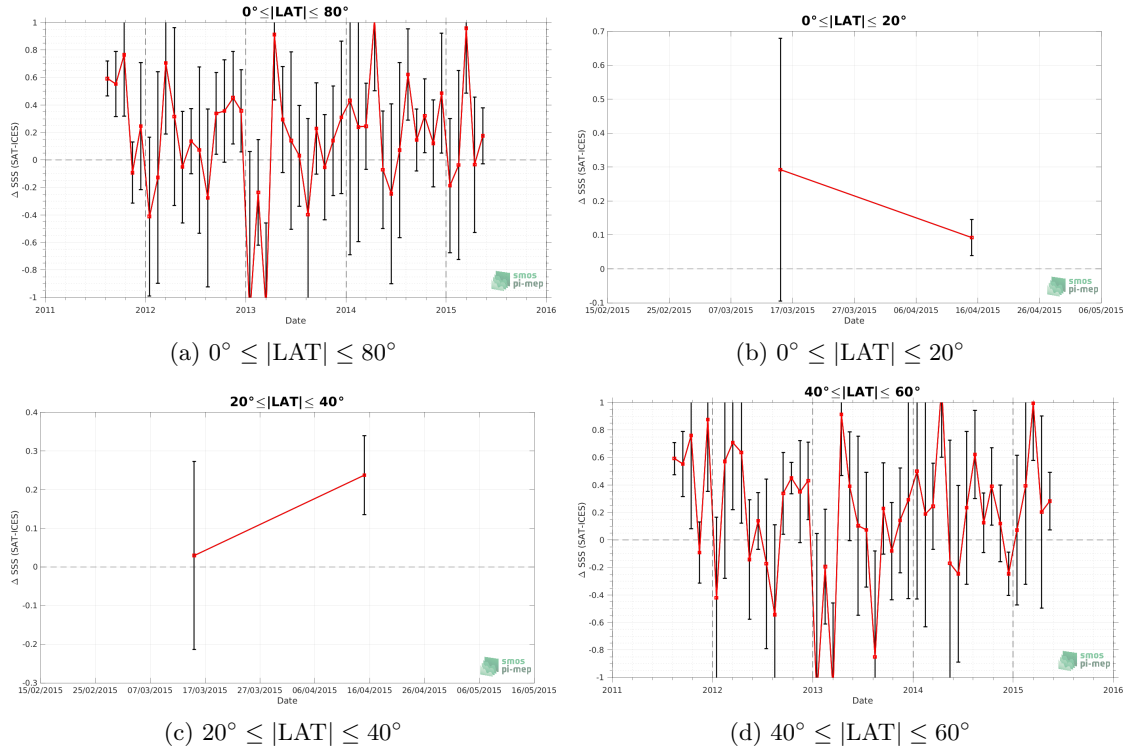 0°≤|LAT|≤ 80°
1
0.8
0.6
0.4
0.2
0
-0.2
-0.4
-0.6
-0.8
-1
Δ SSS (SAT-ICES)
2011 2012 2013 2014 2015 2016
Date
smos
pi-mep
(a) 0° ≤ |LAT| ≤ 80°
0°≤|LAT|≤ 20°
0.7
0.6
0.5
0.4
0.3
0.2
0.1
0
-0.1
Δ SSS (SAT-ICES)
15/02/2015 25/02/2015 07/03/2015 17/03/2015 27/03/2015 06/04/2015 16/04/2015 26/04/2015 06/05/2015
Date
smos
pi-mep
(b) 0° ≤ |LAT| ≤ 20°
20°≤|LAT|≤ 40°
0.4
0.3
0.2
0.1
0
-0.1
-0.2
-0.3
Δ SSS (SAT-ICES)
15/02/2015 25/02/2015 07/03/2015 17/03/2015 27/03/2015 06/04/2015 16/04/2015 26/04/2015 06/05/2015 16/05/2015
Date
smos
pi-mep
(c) 20° ≤ |LAT| ≤ 40°
40°≤|LAT|≤ 60°
1
0.8
0.6
0.4
0.2
0
-0.2
-0.4
-0.6
-0.8
-1
Δ SSS (SAT-ICES)
2011 2012 2013 2014 2015 2016
Date
smos
pi-mep
(d) 40° ≤ |LAT| ≤ 60°